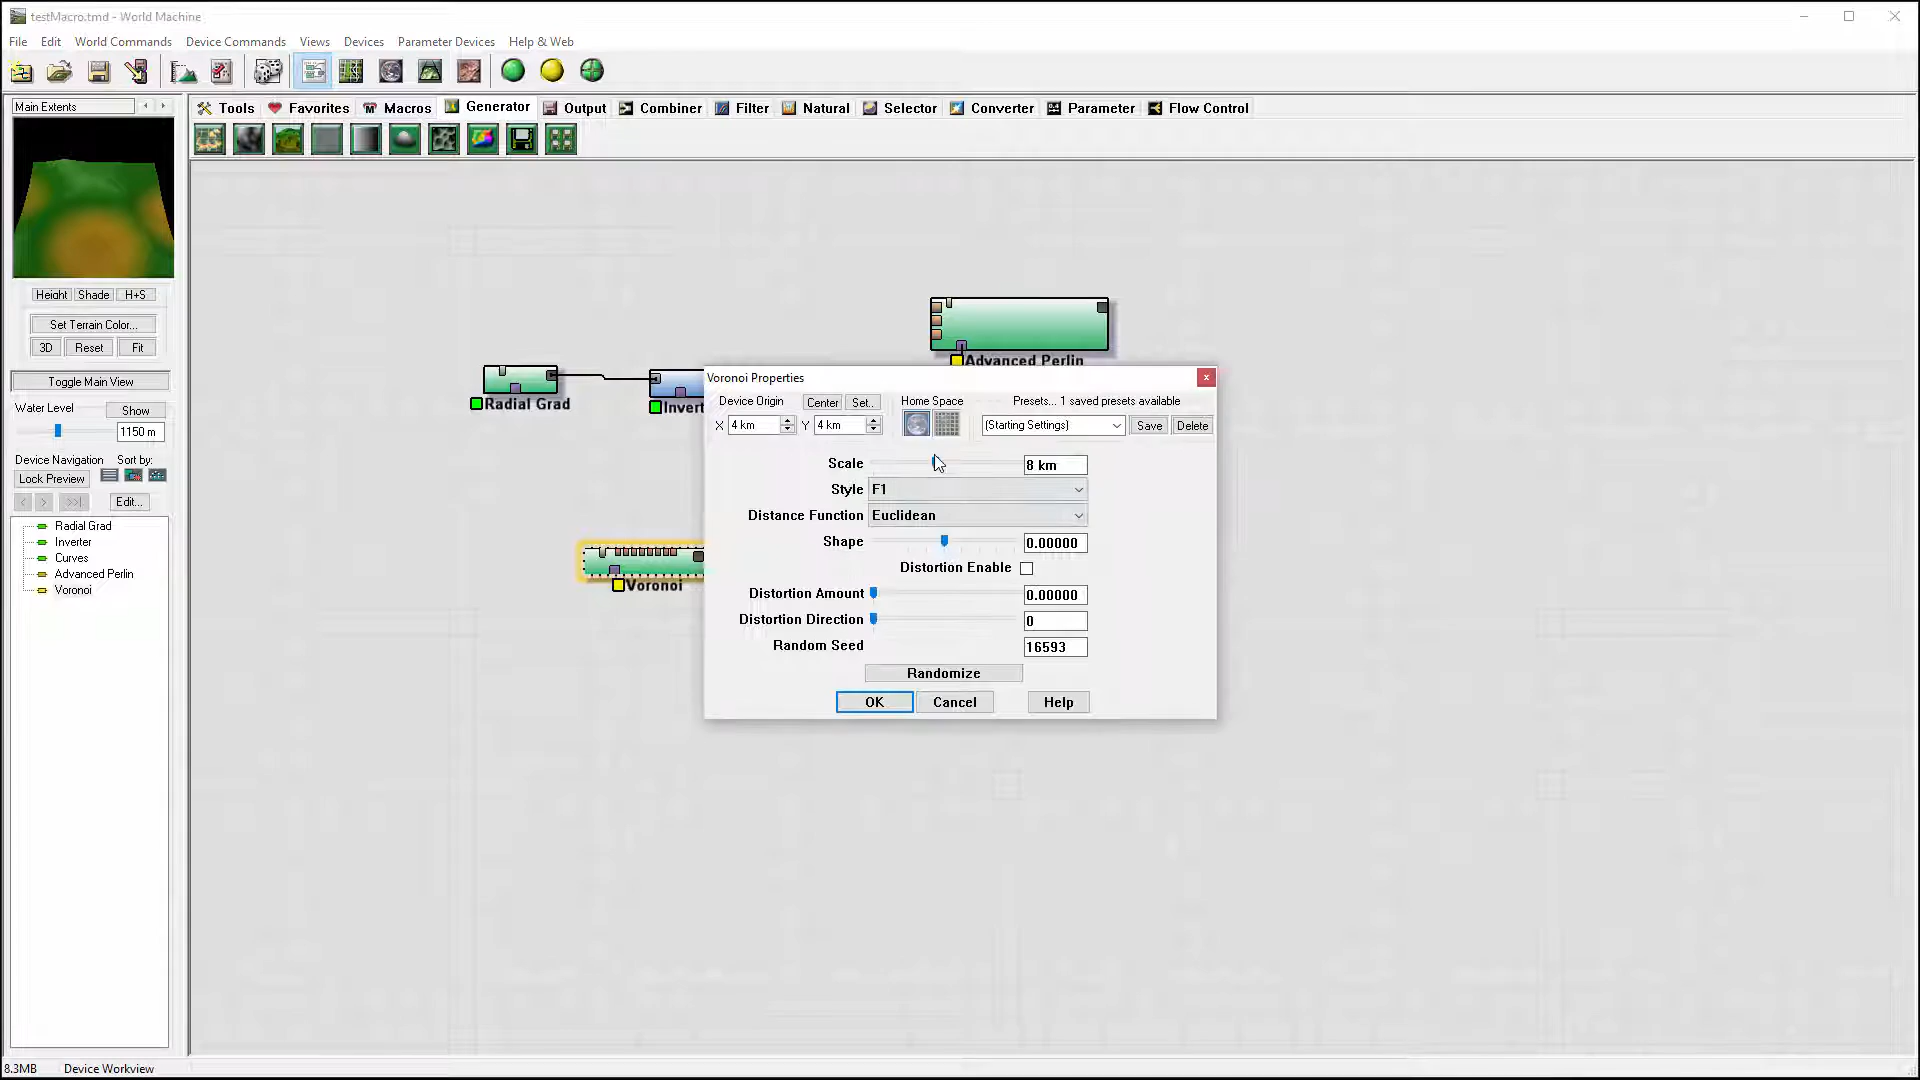 testMacro.tmd - World Machine
File Edit World Commands Device Commands Views Devices Parameter Devices Help & Web
Main Extents
Tools Favorites Macros Generator Output Combiner Filter Natural Selector Converter Parameter Flow Control
Height Shade H+S
Set Terrain Color...
3D Reset Fit
Toggle Main View
Water Level Show
1150 m
Device Navigation Sort by:
Lock Preview
< > >>| Edit...
Radial Grad
Inverter
Curves
Advanced Perlin
Voronoi
Radial Grad
Invert
Advanced Perlin
Voronoi
Voronoi Properties
Device Origin Center Set.. Home Space Presets... 1 saved presets available
X 4 km Y 4 km (Starting Settings) Save Delete
Scale 8 km
Style F1
Distance Function Euclidean
Shape 0.00000
Distortion Enable
Distortion Amount 0.00000
Distortion Direction 0
Random Seed 16593
Randomize
OK Cancel Help
8.3MB Device Workview